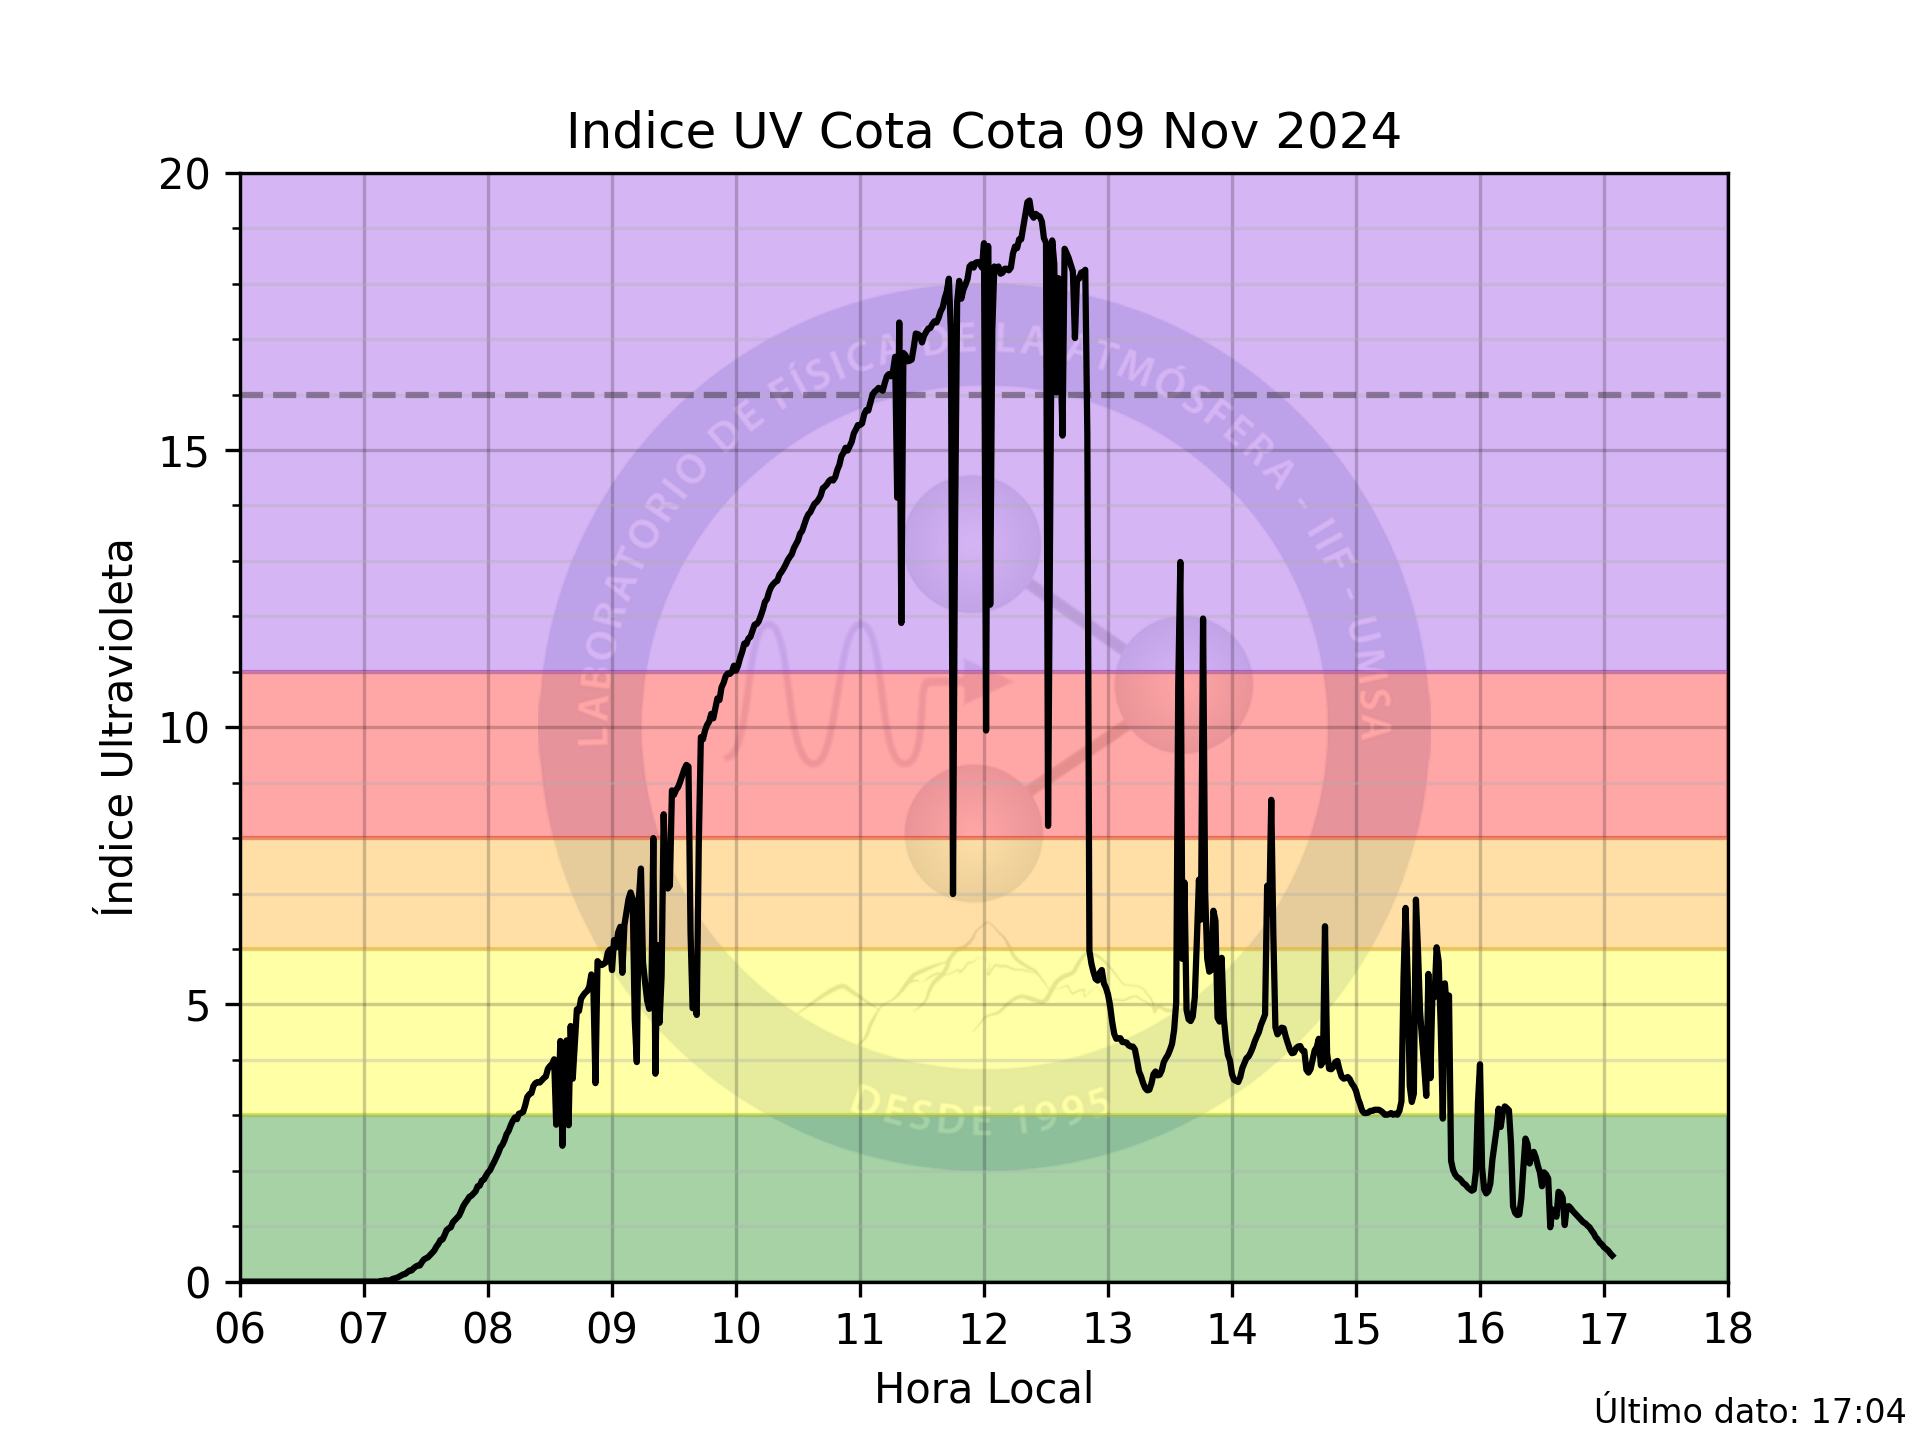 Indice UV Cota Cota 09 Nov 2024
20
15
10
5
0
Índice Ultravioleta
LABORATORIO DE FÍSICA DE LA ATMÓSFERA - IIF - UMSA
DESDE 1995
06 07 08 09 10 11 12 13 14 15 16 17 18
Hora Local
Último dato: 17:04